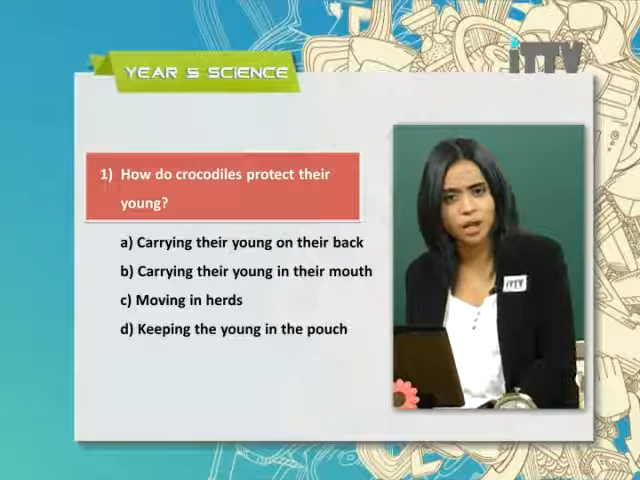 iTTV
YEAR 5 SCIENCE
1) How do crocodiles protect their
young?
a) Carrying their young on their back
b) Carrying their young in their mouth
c) Moving in herds
d) Keeping the young in the pouch
iTTV